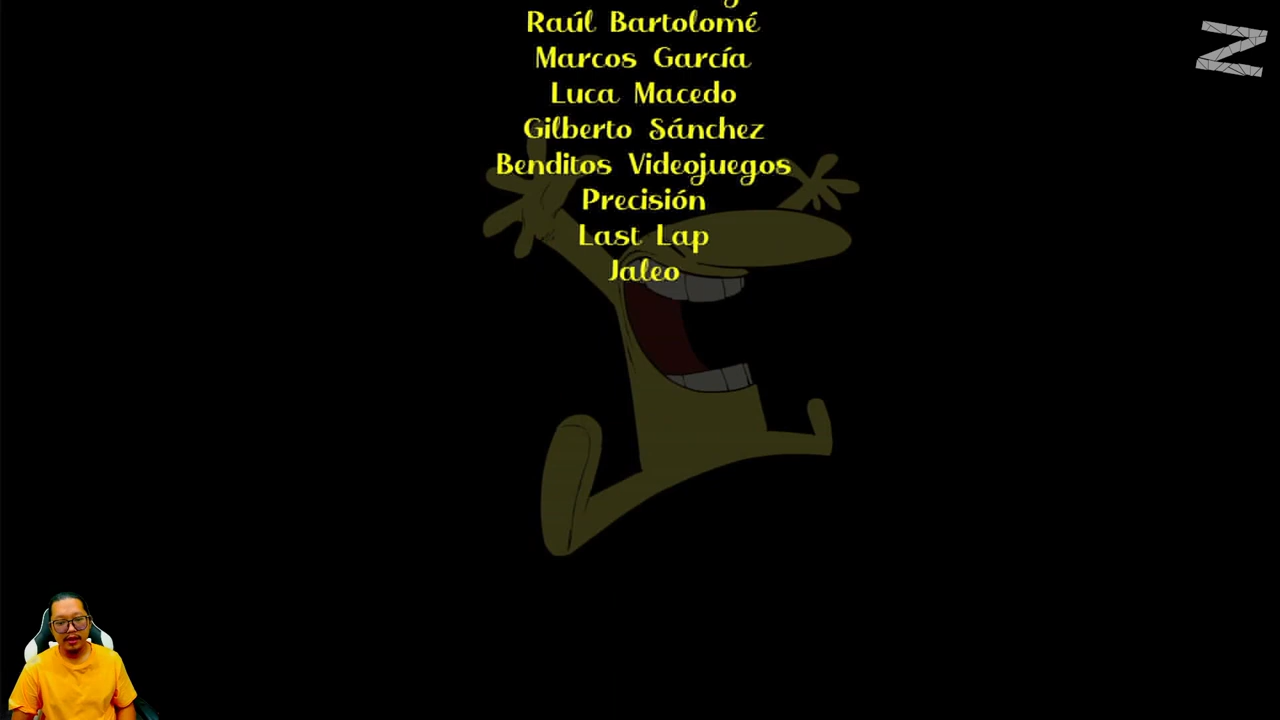 Raúl Bartolomé
Marcos García
Luca Macedo
Gilberto Sánchez
Benditos Videojuegos
Precisión
Last Lap
Jaleo
Z